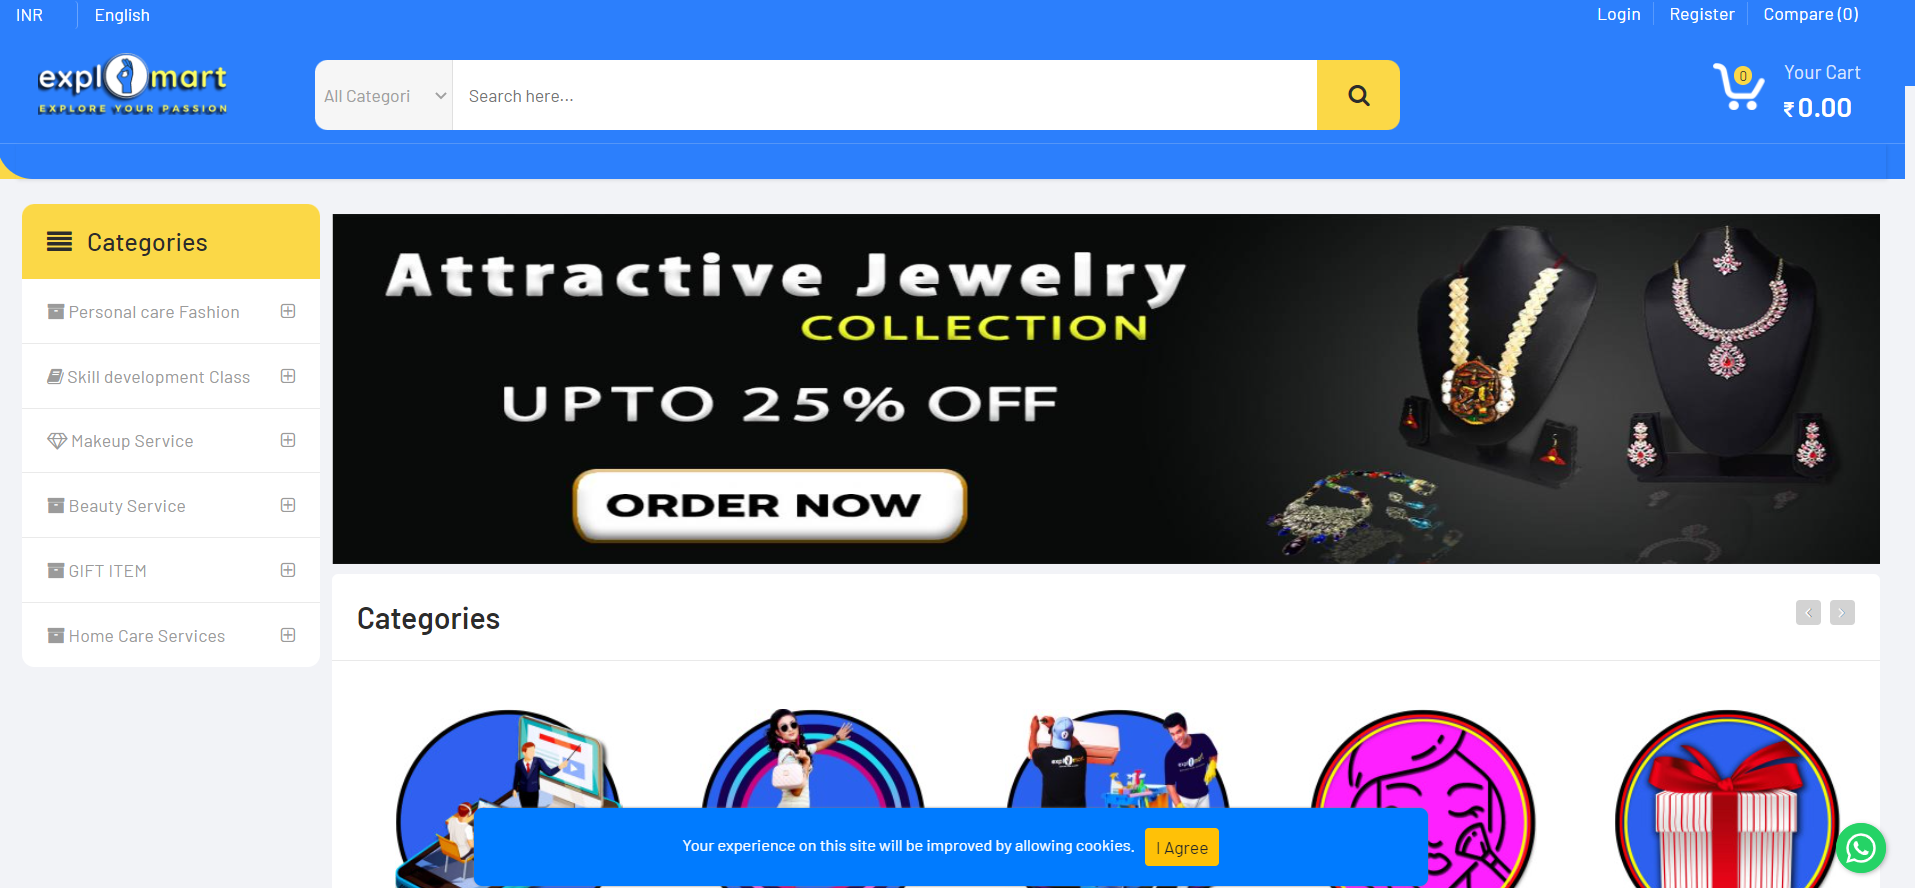 INR
English
Login
Register
Compare (0)
explomart
EXPLORE YOUR PASSION
All Categori
Search here...
0
Your Cart
₹0.00
Categories
Personal care Fashion
Skill development Class
Makeup Service
Beauty Service
GIFT ITEM
Home Care Services
Attractive Jewelry
COLLECTION
UPTO 25% OFF
ORDER NOW
Categories
Your experience on this site will be improved by allowing cookies.
I Agree